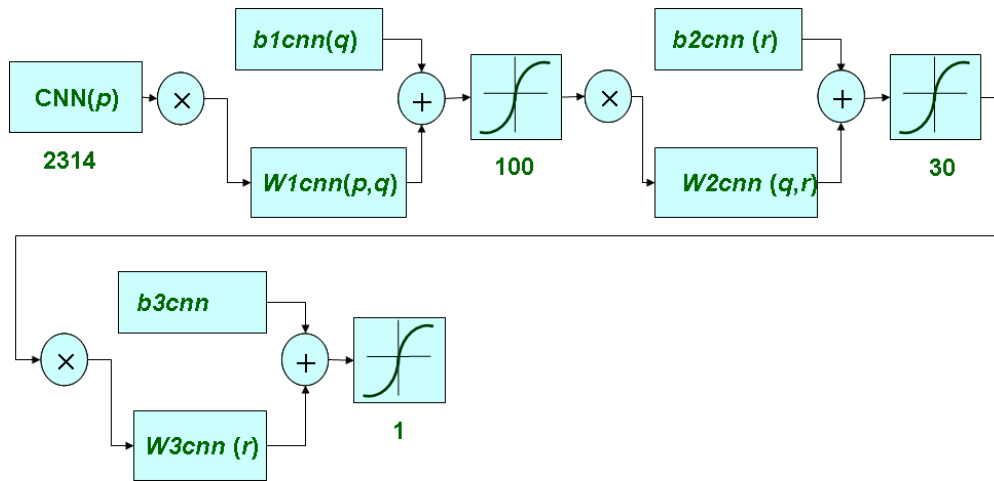 b1cnn(q)
b2cnn (r)
CNN(p)
×
+
×
+
2314
W1cnn(p,q)
100
W2cnn (q,r)
30
b3cnn
×
+
W3cnn (r)
1